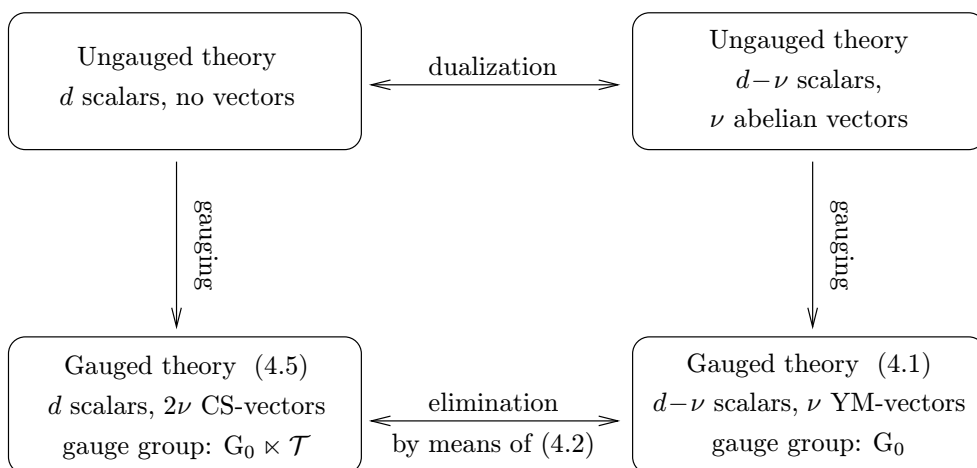 Ungauged theory
d scalars, no vectors
dualization
Ungauged theory
d−ν scalars,
ν abelian vectors
gauging
gauging
Gauged theory (4.5)
d scalars, 2ν CS-vectors
gauge group: G₀ ⋉ 𝒯
elimination
by means of (4.2)
Gauged theory (4.1)
d−ν scalars, ν YM-vectors
gauge group: G₀